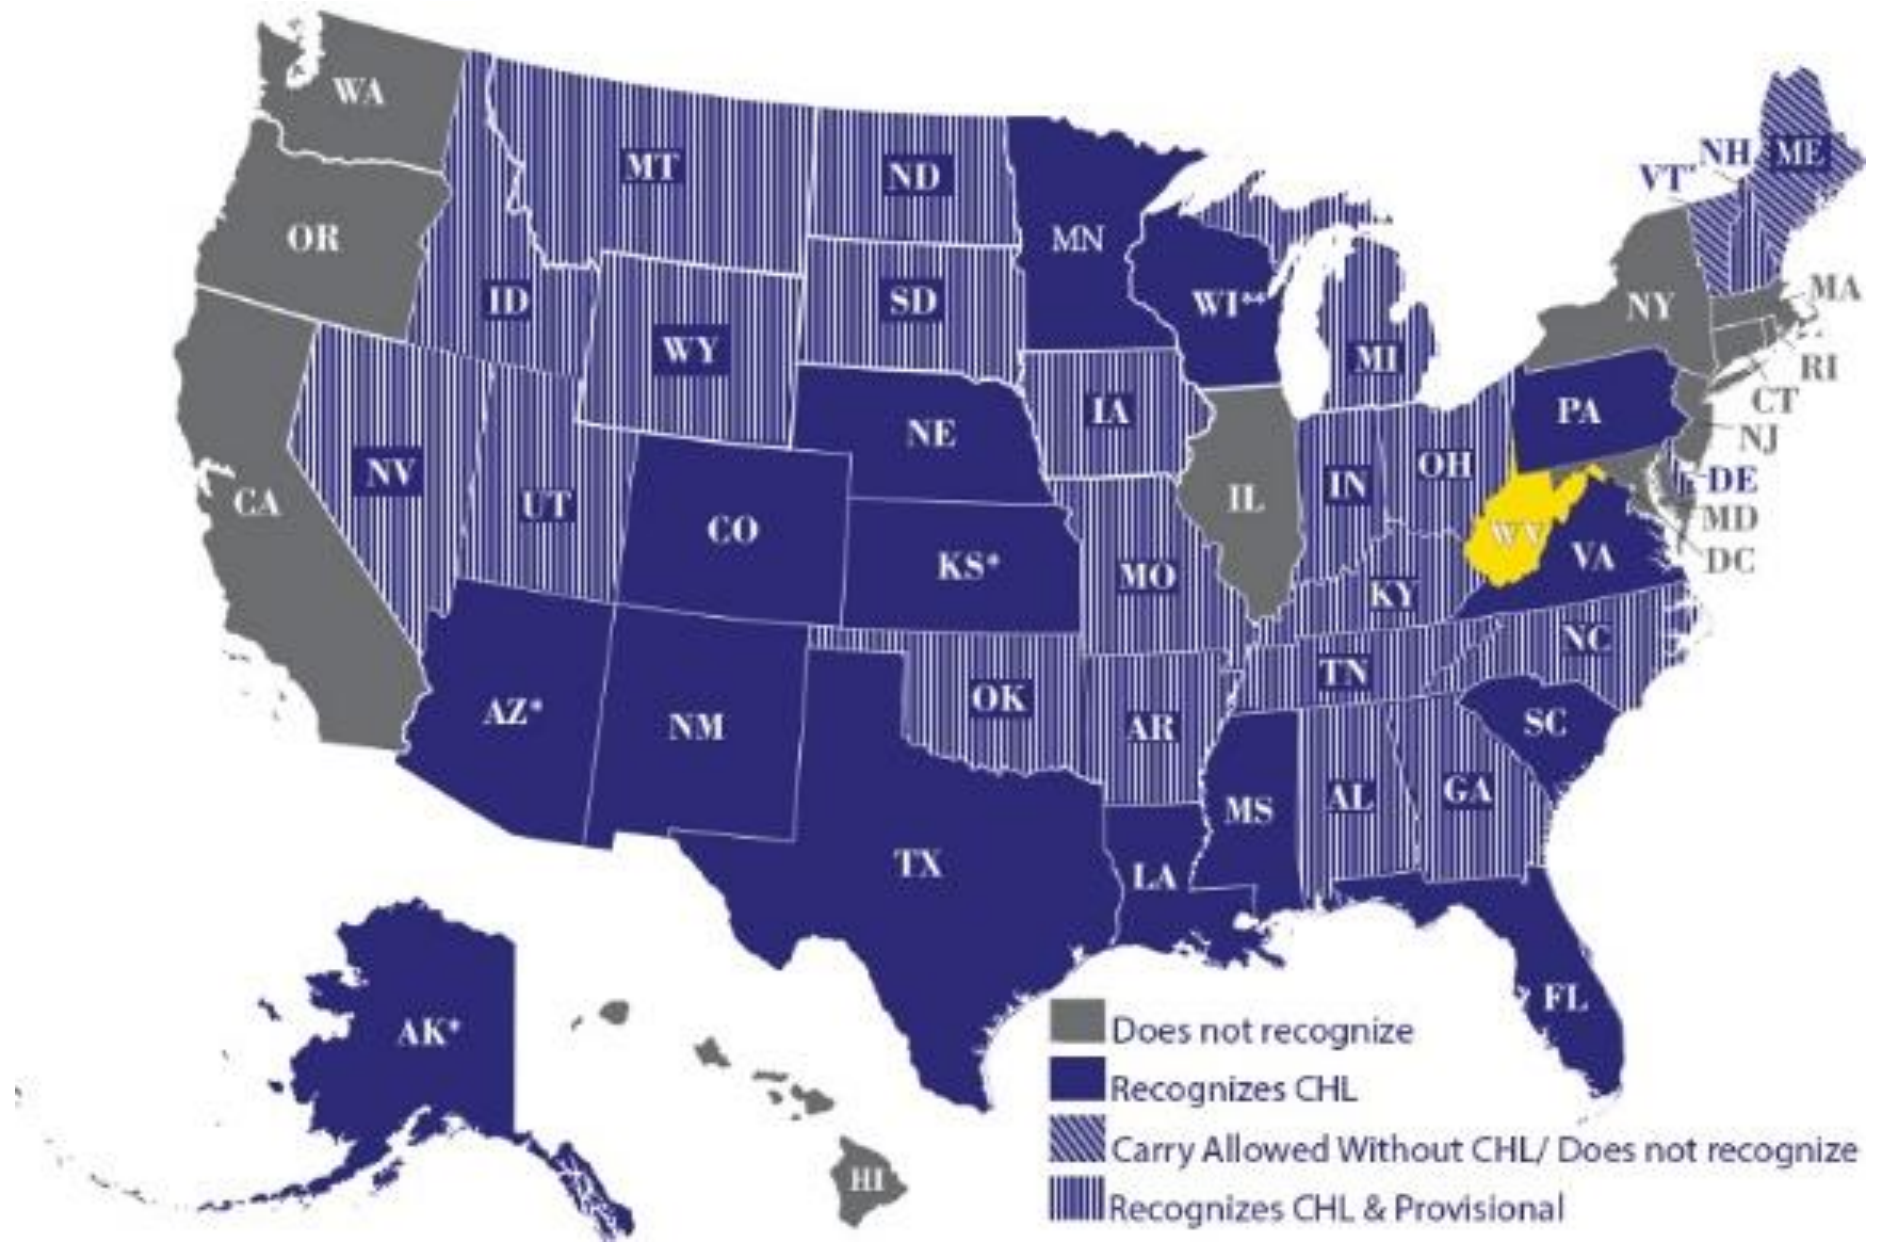 WA
MT
ND
MN
NH
ME
VT*
OR
ID
SD
WI**
MA
NY
WY
MI
RI
CT
IA
PA
NJ
NE
NV
OH
UT
IN
DE
CA
IL
MD
CO
WV
VA
DC
KS*
MO
KY
NC
TN
OK
AZ*
NM
AR
SC
MS
AL
GA
TX
LA
FL
AK*
HI
Does not recognize
Recognizes CHL
Carry Allowed Without CHL/ Does not recognize
Recognizes CHL & Provisional